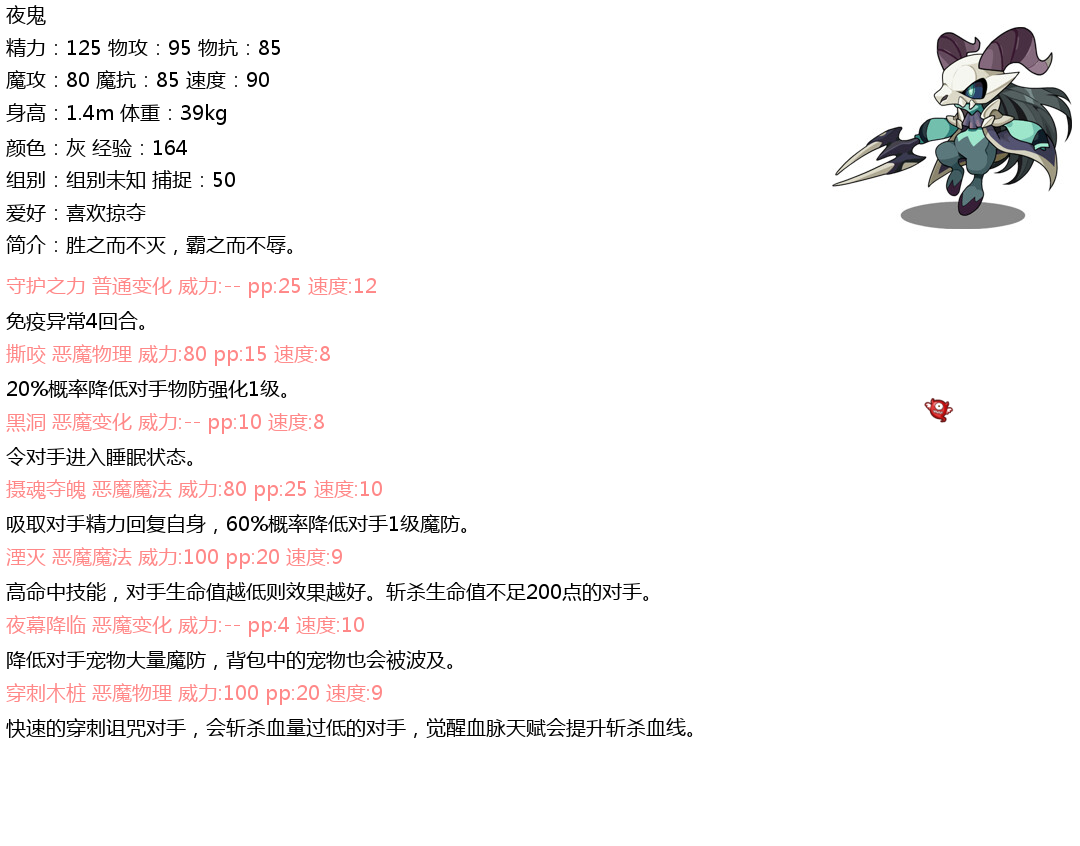 夜鬼
精力：125 物攻：95 物抗：85
魔攻：80 魔抗：85 速度：90
身高：1.4m 体重：39kg
颜色：灰 经验：164
组别：组别未知 捕捉：50
爱好：喜欢掠夺
简介：胜之而不灭，霸之而不辱。
守护之力 普通变化 威力:-- pp:25 速度:12
免疫异常4回合。
撕咬 恶魔物理 威力:80 pp:15 速度:8
20%概率降低对手物防强化1级。
黑洞 恶魔变化 威力:-- pp:10 速度:8
令对手进入睡眠状态。
摄魂夺魄 恶魔魔法 威力:80 pp:25 速度:10
吸取对手精力回复自身，60%概率降低对手1级魔防。
湮灭 恶魔魔法 威力:100 pp:20 速度:9
高命中技能，对手生命值越低则效果越好。斩杀生命值不足200点的对手。
夜幕降临 恶魔变化 威力:-- pp:4 速度:10
降低对手宠物大量魔防，背包中的宠物也会被波及。
穿刺木桩 恶魔物理 威力:100 pp:20 速度:9
快速的穿刺诅咒对手，会斩杀血量过低的对手，觉醒血脉天赋会提升斩杀血线。